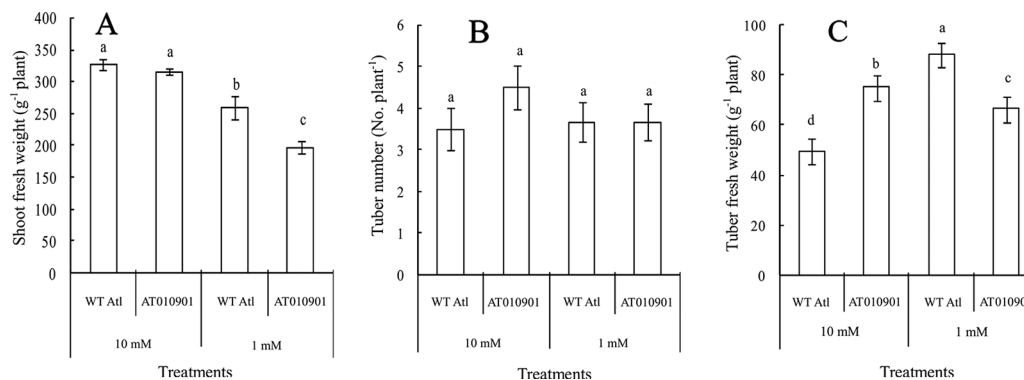 A
Shoot fresh weight (g⁻¹ plant)
400
350
300
250
200
150
100
50
0
a
a
b
c
WT Atl AT010901 WT Atl AT010901
10 mM 1 mM
Treatments
B
Tuber number (No. plant⁻¹)
6
5
4
3
2
1
0
a
a
a
a
WT Atl AT010901 WT Atl AT010901
10 mM 1 mM
Treatments
C
Tuber fresh weight (g⁻¹ plant)
100
80
60
40
20
0
d
b
a
c
WT Atl AT010901 WT Atl AT01090
10 mM 1 mM
Treatments